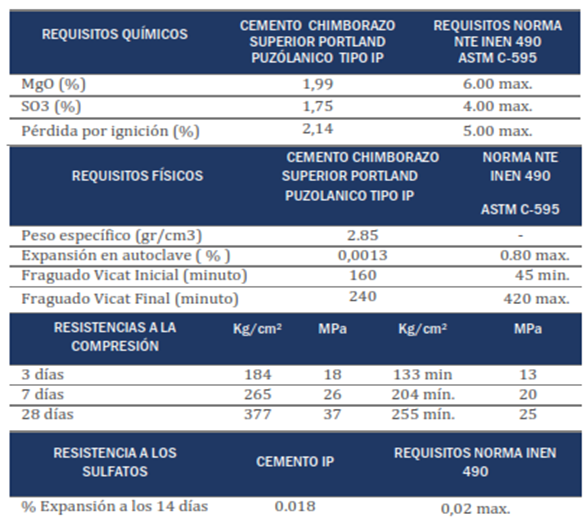 REQUISITOS QUÍMICOS CEMENTO CHIMBORAZO SUPERIOR PORTLAND PUZÓLANICO TIPO IP REQUISITOS NORMA NTE INEN 490 ASTM C-595
MgO (%) 1,99 6.00 max.
SO3 (%) 1,75 4.00 max.
Pérdida por ignición (%) 2,14 5.00 max.
REQUISITOS FÍSICOS CEMENTO CHIMBORAZO SUPERIOR PORTLAND PUZOLANICO TIPO IP NORMA NTE INEN 490 ASTM C-595
Peso específico (gr/cm3) 2.85 -
Expansión en autoclave ( % ) 0,0013 0.80 max.
Fraguado Vicat Inicial (minuto) 160 45 min.
Fraguado Vicat Final (minuto) 240 420 max.
RESISTENCIAS A LA COMPRESIÓN Kg/cm² MPa Kg/cm² MPa
3 días 184 18 133 min 13
7 días 265 26 204 mín. 20
28 días 377 37 255 mín. 25
RESISTENCIA A LOS SULFATOS CEMENTO IP REQUISITOS NORMA INEN 490
% Expansión a los 14 días 0.018 0,02 max.